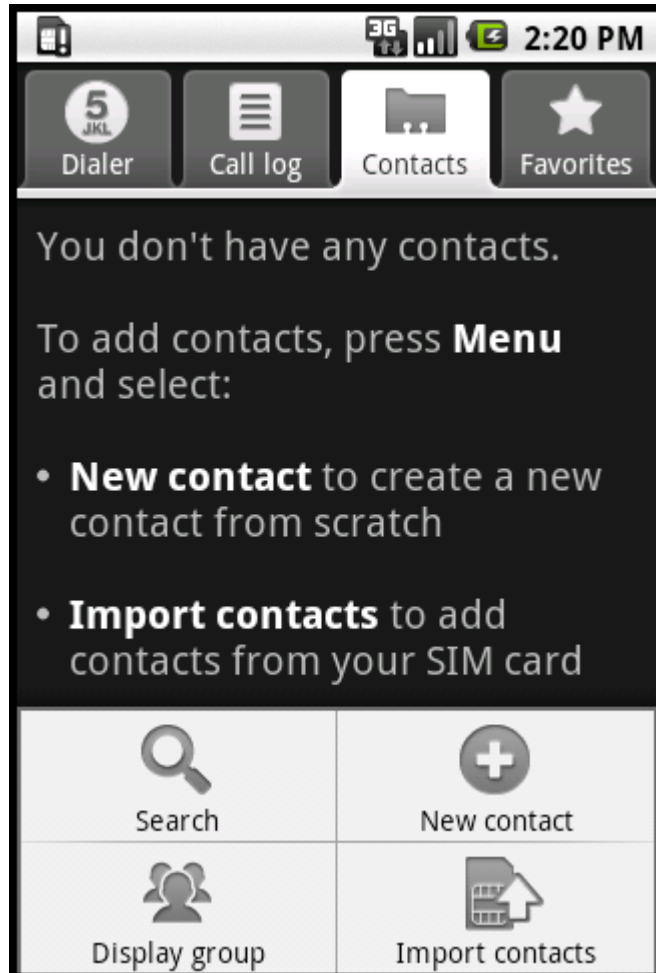 3G 2:20 PM
5
JKL
Dialer Call log Contacts Favorites
You don't have any contacts.
To add contacts, press Menu
and select:
• New contact to create a new
contact from scratch
• Import contacts to add
contacts from your SIM card
Search New contact
Display group Import contacts